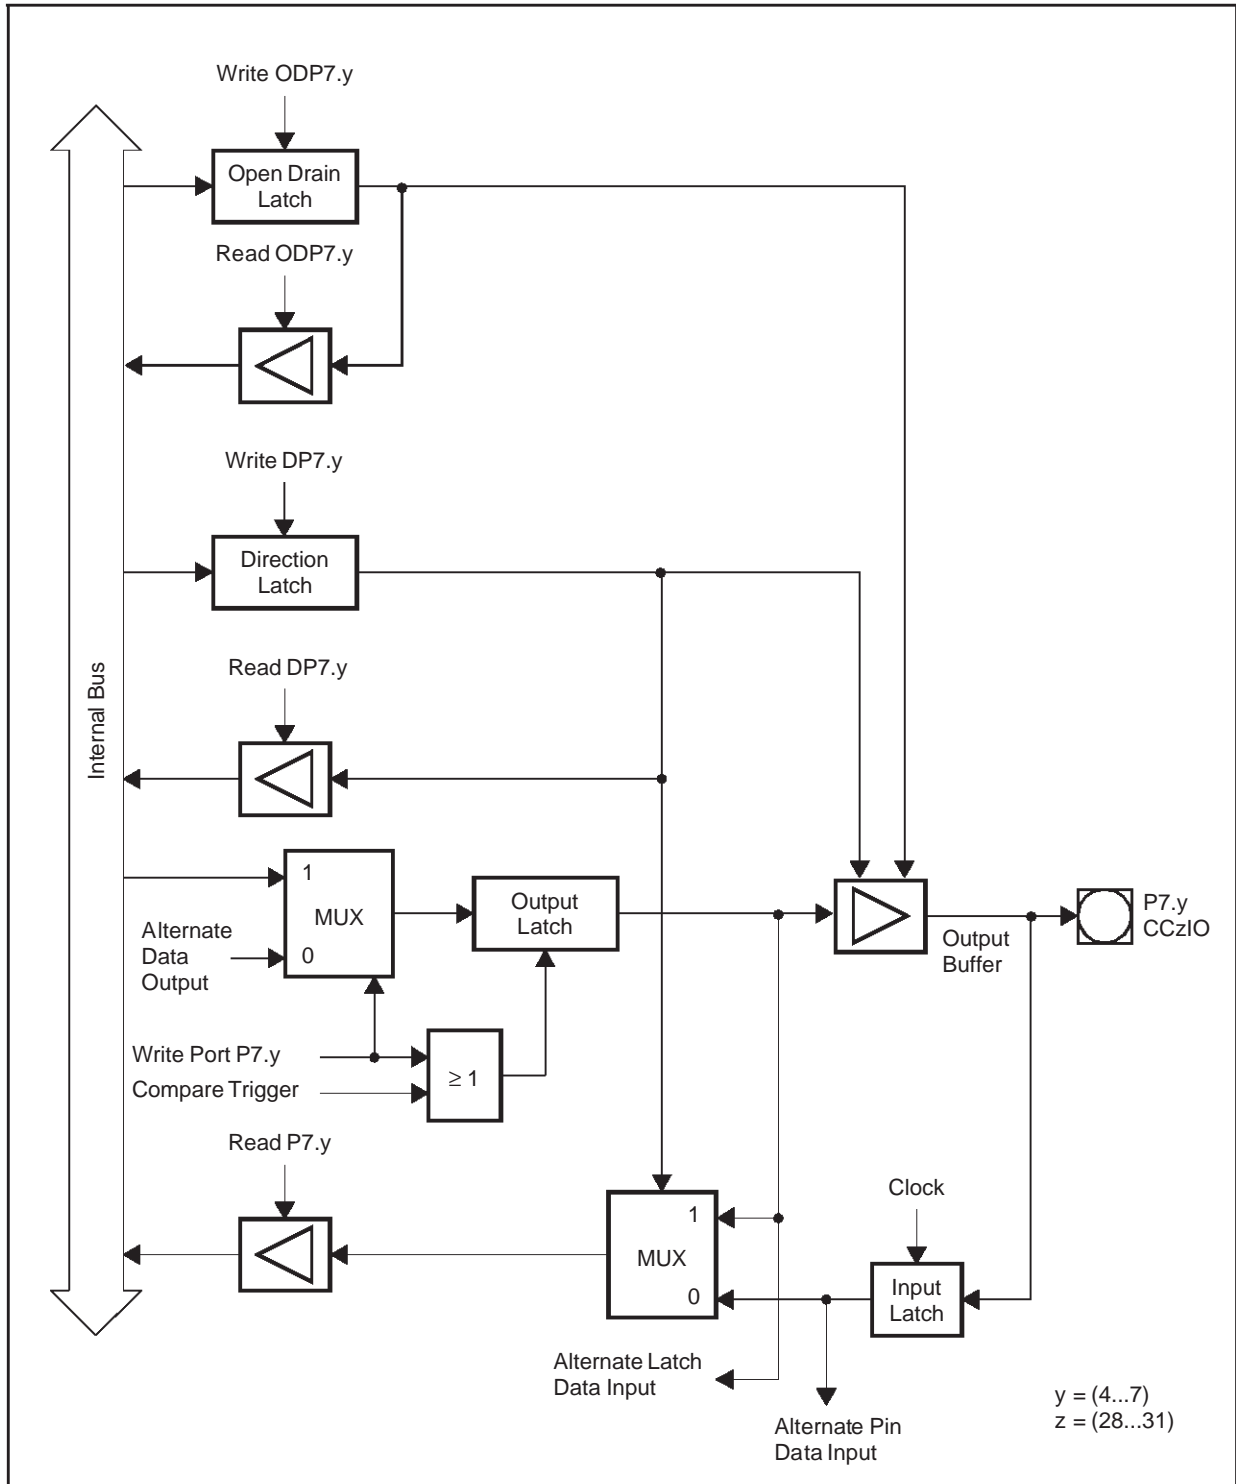 Write ODP7.y
Open Drain
Latch
Read ODP7.y
Write DP7.y
Direction
Latch
Internal Bus
Read DP7.y
1
MUX
0
Alternate
Data
Output
Output
Latch
Output
Buffer
P7.y
CCzIO
Write Port P7.y
Compare Trigger
≥ 1
Read P7.y
1
MUX
0
Clock
Input
Latch
Alternate Latch
Data Input
Alternate Pin
Data Input
y = (4...7)
z = (28...31)